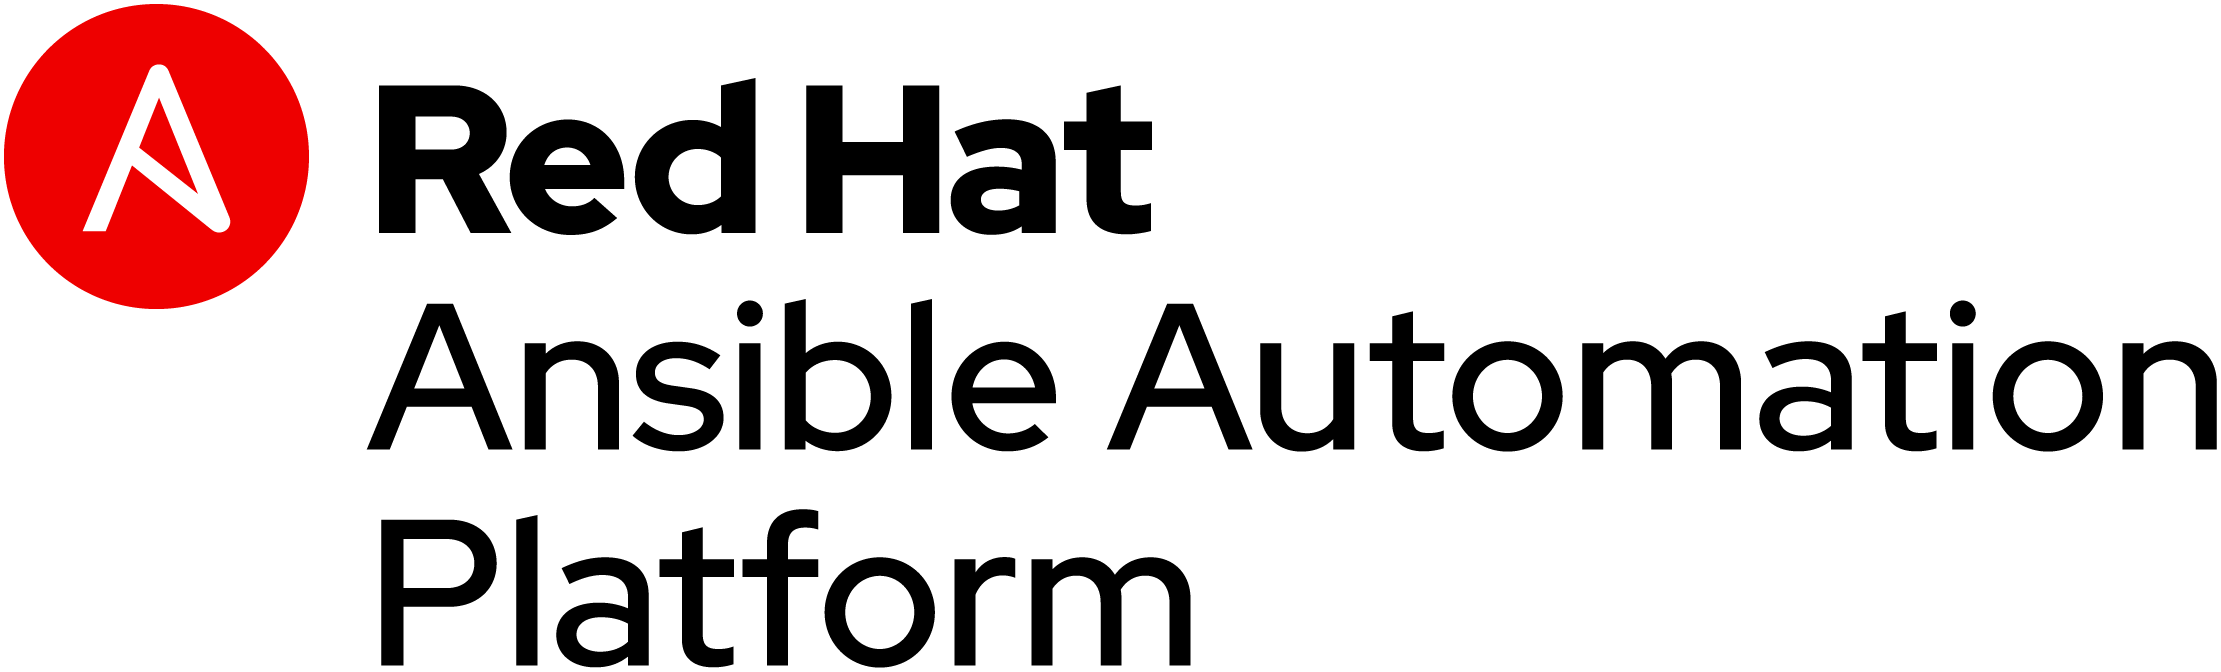 Red Hat
Ansible Automation
Platform